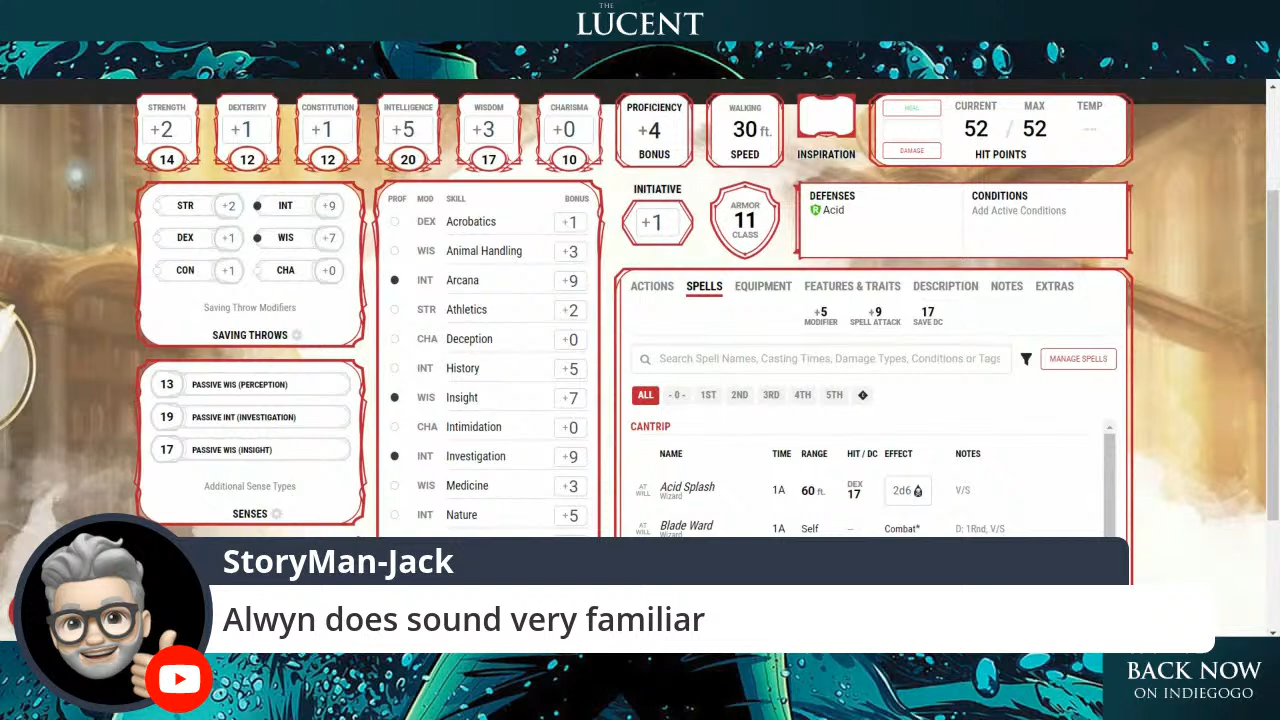 THE
LUCENT
STRENGTH DEXTERITY CONSTITUTION INTELLIGENCE WISDOM CHARISMA
+2 +1 +1 +5 +3 +0
14 12 12 20 17 10
PROFICIENCY
+4
BONUS
WALKING
30 ft.
SPEED
INSPIRATION
HEAL
DAMAGE
CURRENT MAX TEMP
52 / 52 --
HIT POINTS
STR +2 INT +9
DEX +1 WIS +7
CON +1 CHA +0
Saving Throw Modifiers
SAVING THROWS
13 PASSIVE WIS (PERCEPTION)
19 PASSIVE INT (INVESTIGATION)
17 PASSIVE WIS (INSIGHT)
Additional Sense Types
SENSES
PROF MOD SKILL BONUS
DEX Acrobatics +1
WIS Animal Handling +3
INT Arcana +9
STR Athletics +2
CHA Deception +0
INT History +5
WIS Insight +7
CHA Intimidation +0
INT Investigation +9
WIS Medicine +3
INT Nature +5
INITIATIVE
+1
ARMOR
11
CLASS
DEFENSES
R Acid
CONDITIONS
Add Active Conditions
ACTIONS SPELLS EQUIPMENT FEATURES & TRAITS DESCRIPTION NOTES EXTRAS
+5 +9 17
MODIFIER SPELL ATTACK SAVE DC
Search Spell Names, Casting Times, Damage Types, Conditions or Tags
MANAGE SPELLS
ALL - 0 - 1ST 2ND 3RD 4TH 5TH
CANTRIP
NAME TIME RANGE HIT / DC EFFECT NOTES
AT WILL Acid Splash 1A 60 ft. DEX 17 2d6 V/S
Wizard
AT WILL Blade Ward 1A Self -- Combat* D: 1Rnd, V/S
Wizard
StoryMan-Jack
Alwyn does sound very familiar
BACK NOW
ON INDIEGOGO